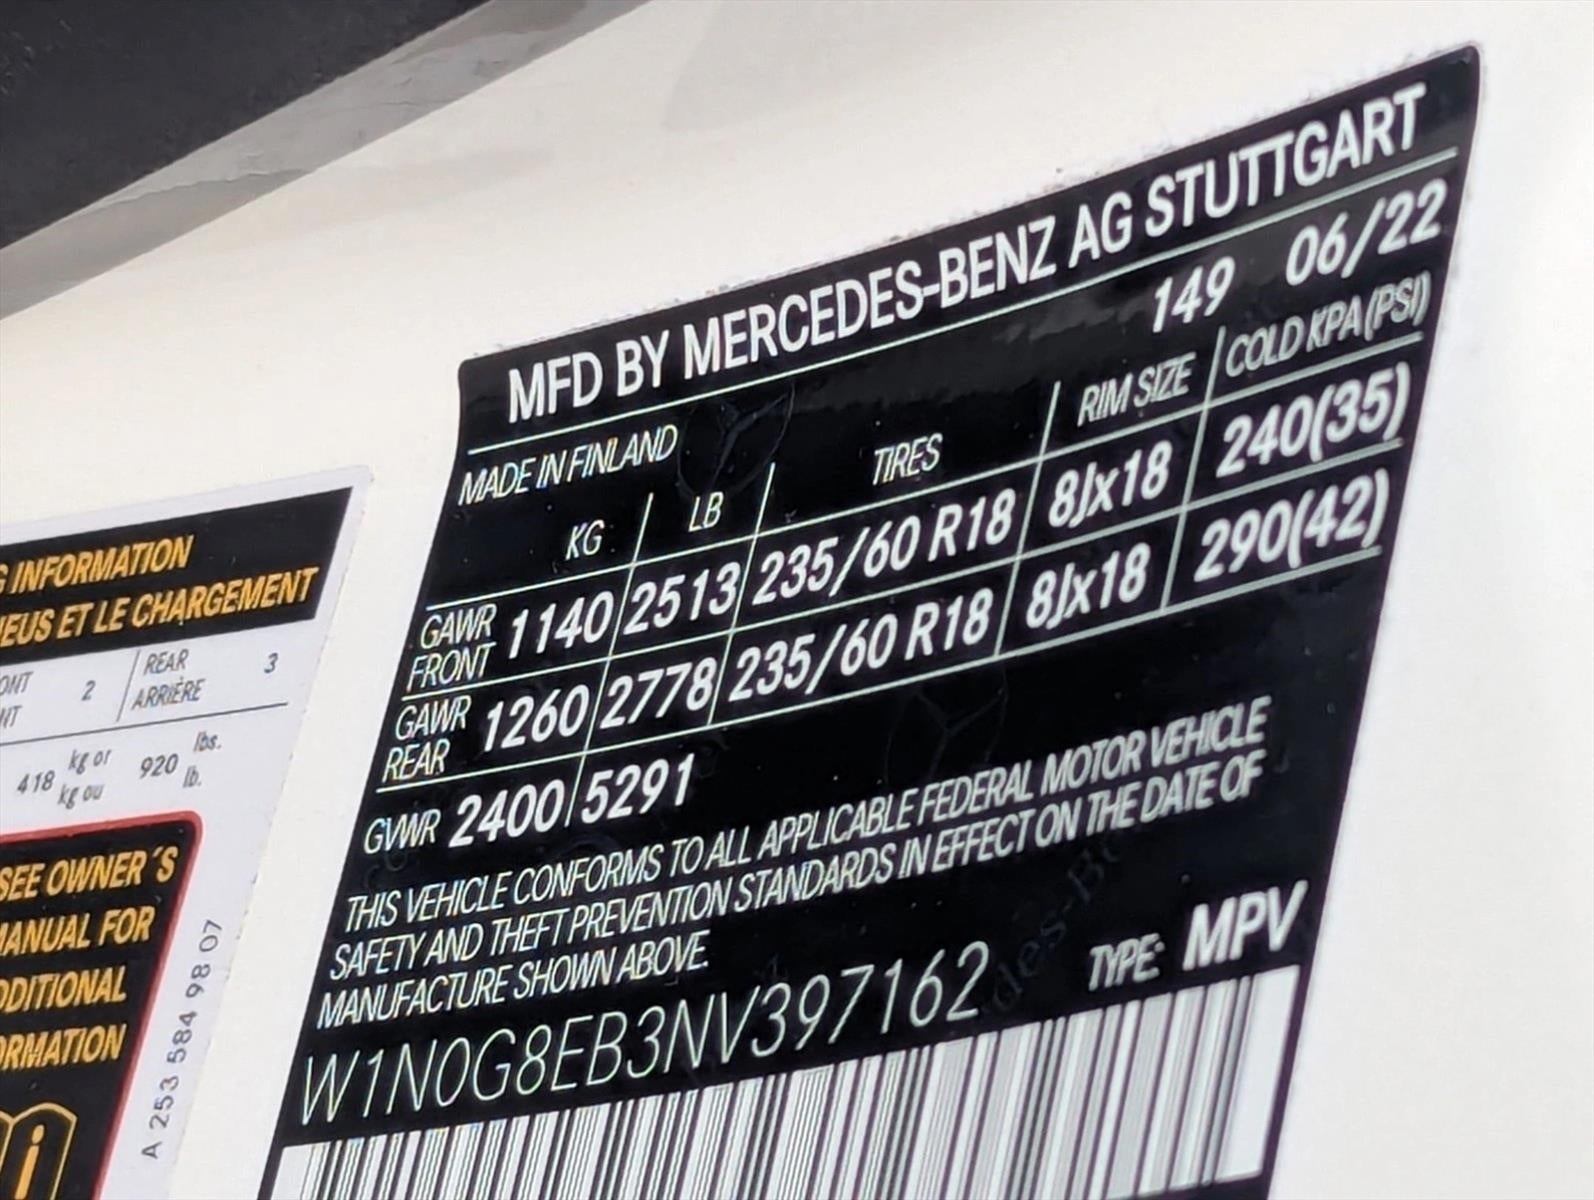 MFD BY MERCEDES-BENZ AG STUTTGART
149 06/22
MADE IN FINLAND
KG LB TIRES RIM SIZE COLD KPA(PSI)
GAWR FRONT 1140 2513 235/60 R18 8Jx18 240(35)
GAWR REAR 1260 2778 235/60 R18 8Jx18 290(42)
GVWR 2400 5291
THIS VEHICLE CONFORMS TO ALL APPLICABLE FEDERAL MOTOR VEHICLE
SAFETY AND THEFT PREVENTION STANDARDS IN EFFECT ON THE DATE OF
MANUFACTURE SHOWN ABOVE.
W1N0G8EB3NV397162 TYPE: MPV
INFORMATION
ET LE CHARGEMENT
2 REAR 3
ARRIÈRE
418 kg or 920 lbs.
kg ou lb.
SEE OWNER´S
MANUAL FOR
ADDITIONAL
INFORMATION
A 253 584 98 07